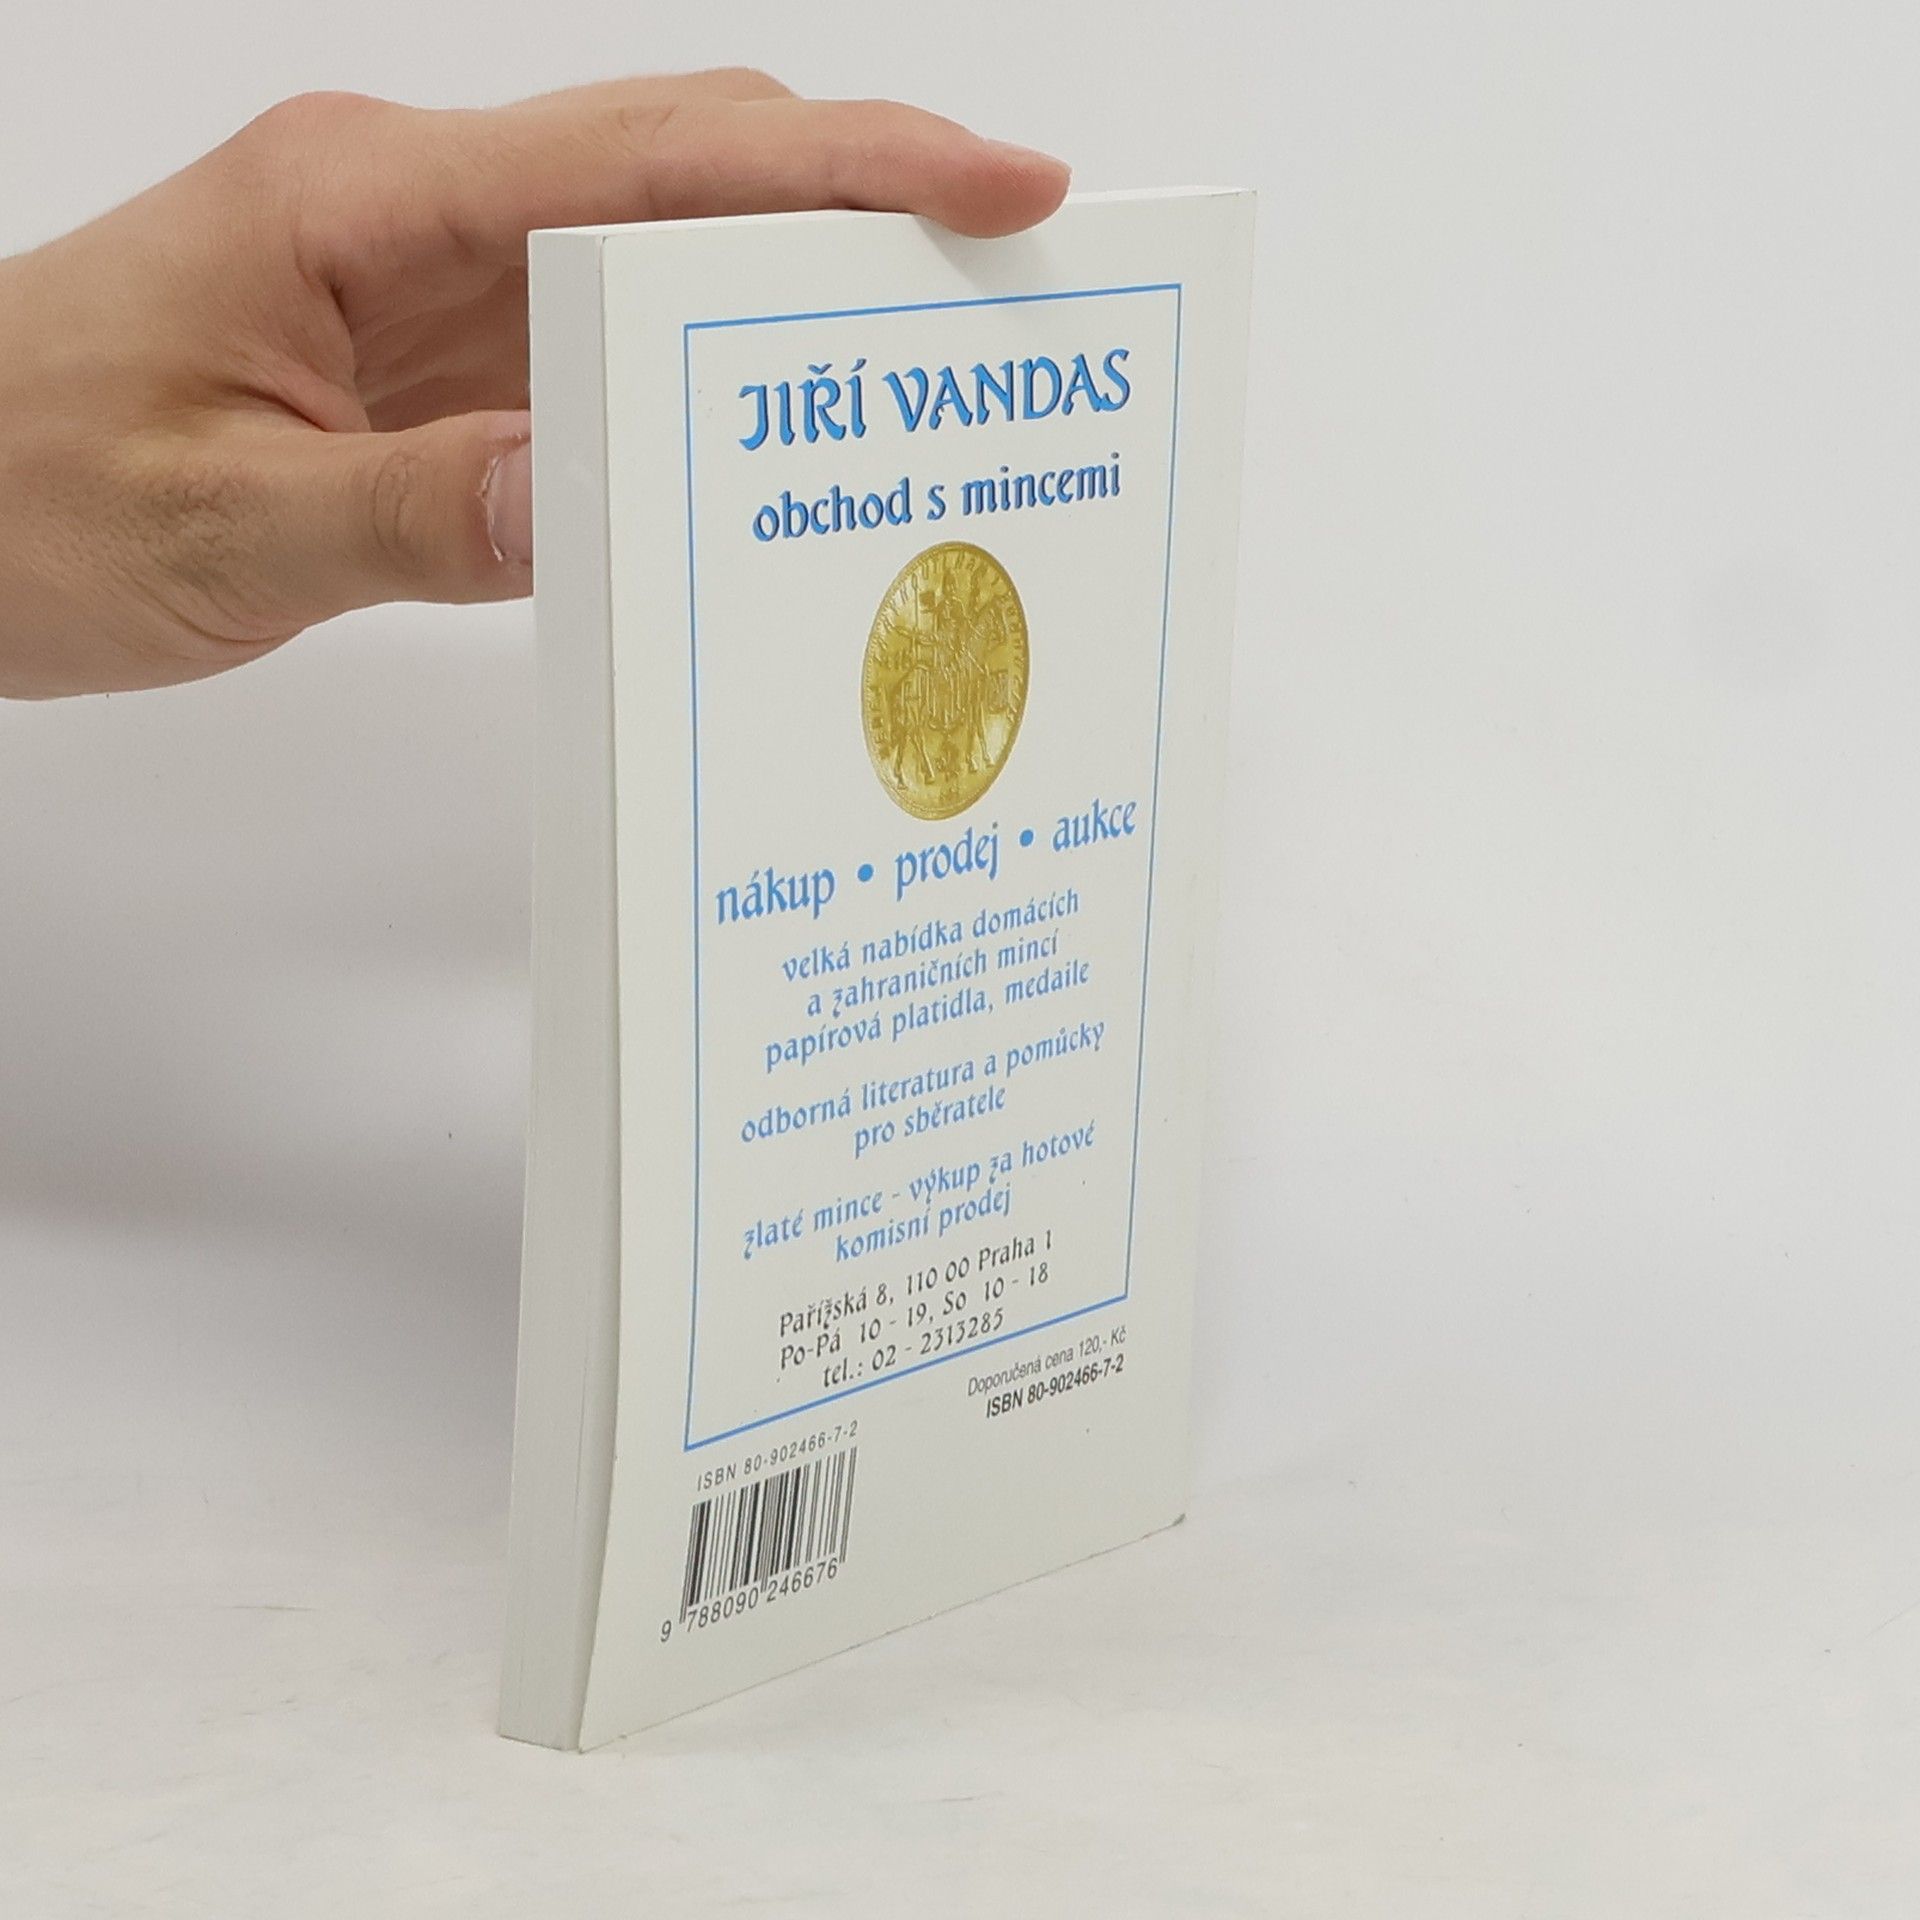 JIŘÍ VANDAS
obchod s mincemi
nákup • prodej • aukce
velká nabídka domácích
a zahraničních mincí
papírová platidla, medaile
odborná literatura a pomůcky
pro sběratele
zlaté mince - výkup za hotové
komisní prodej
Pařížská 8, 110 00 Praha 1
Po-Pá 10 - 19, So 10 - 18
tel.: 02 - 2313285
Doporučená cena 120,- Kč
ISBN 80-902466-7-2
ISBN 80-902466-7-2
9 788090 246676